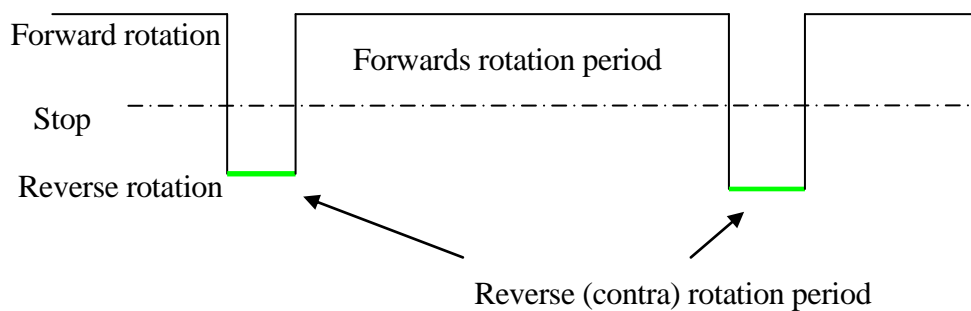 Forward rotation
Forwards rotation period
Stop
Reverse rotation
Reverse (contra) rotation period